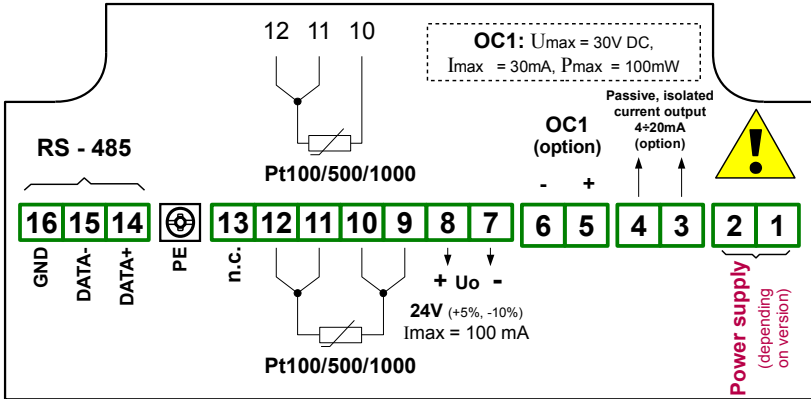 12 11 10
OC1: Umax = 30V DC,
Imax = 30mA, Pmax = 100mW
Passive, isolated
current output
4÷20mA
(option)
OC1
(option)
- +
RS - 485
Pt100/500/1000
!
16 15 14 13 12 11 10 9 8 7 6 5 4 3 2 1
GND
DATA-
DATA+
PE
n.c.
+ Uo -
24V (+5%, -10%)
Imax = 100 mA
Pt100/500/1000
Power supply
(depending
on version)